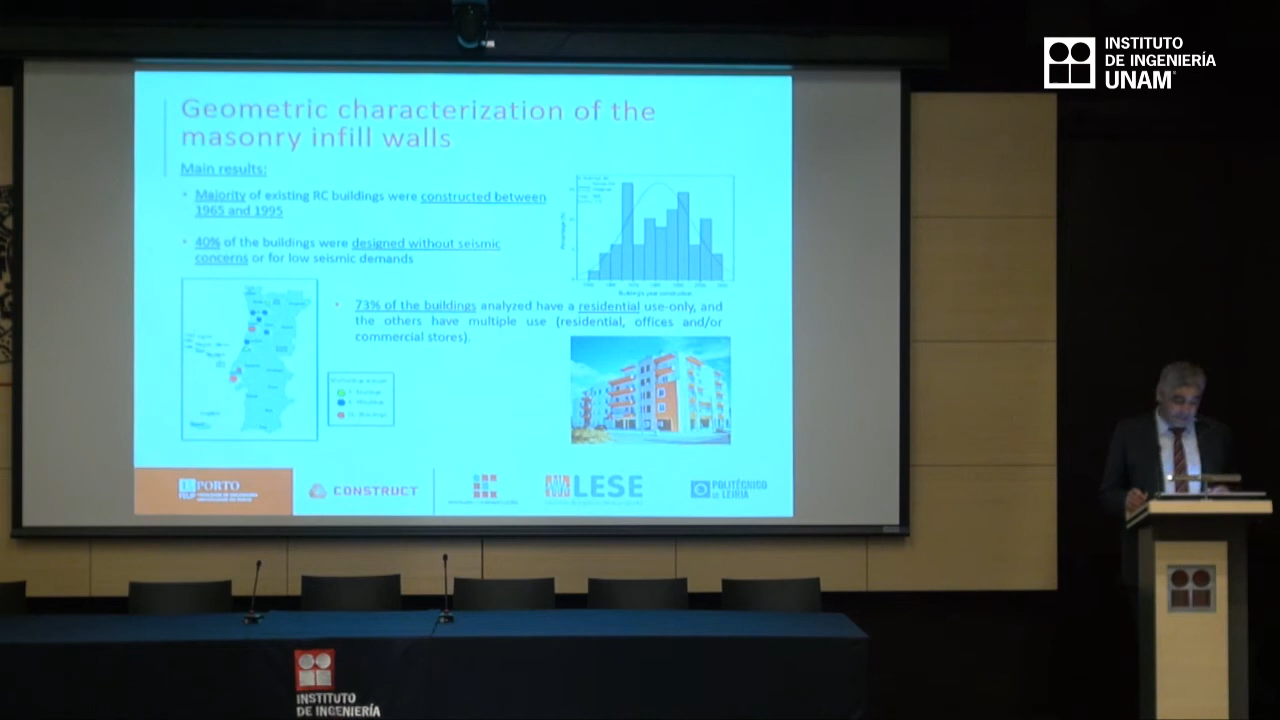 INSTITUTO
DE INGENIERÍA
UNAM
Geometric characterization of the
masonry infill walls
Main results:
Majority of existing RC buildings were constructed between
1965 and 1995
40% of the buildings were designed without seismic
concerns or for low seismic demands
73% of the buildings analyzed have a residential use-only, and
the others have multiple use (residential, offices and/or
commercial stores).
PORTO
CONSTRUCT
LESE
POLITÉCNICO
DE LEIRIA
INSTITUTO
DE INGENIERÍA